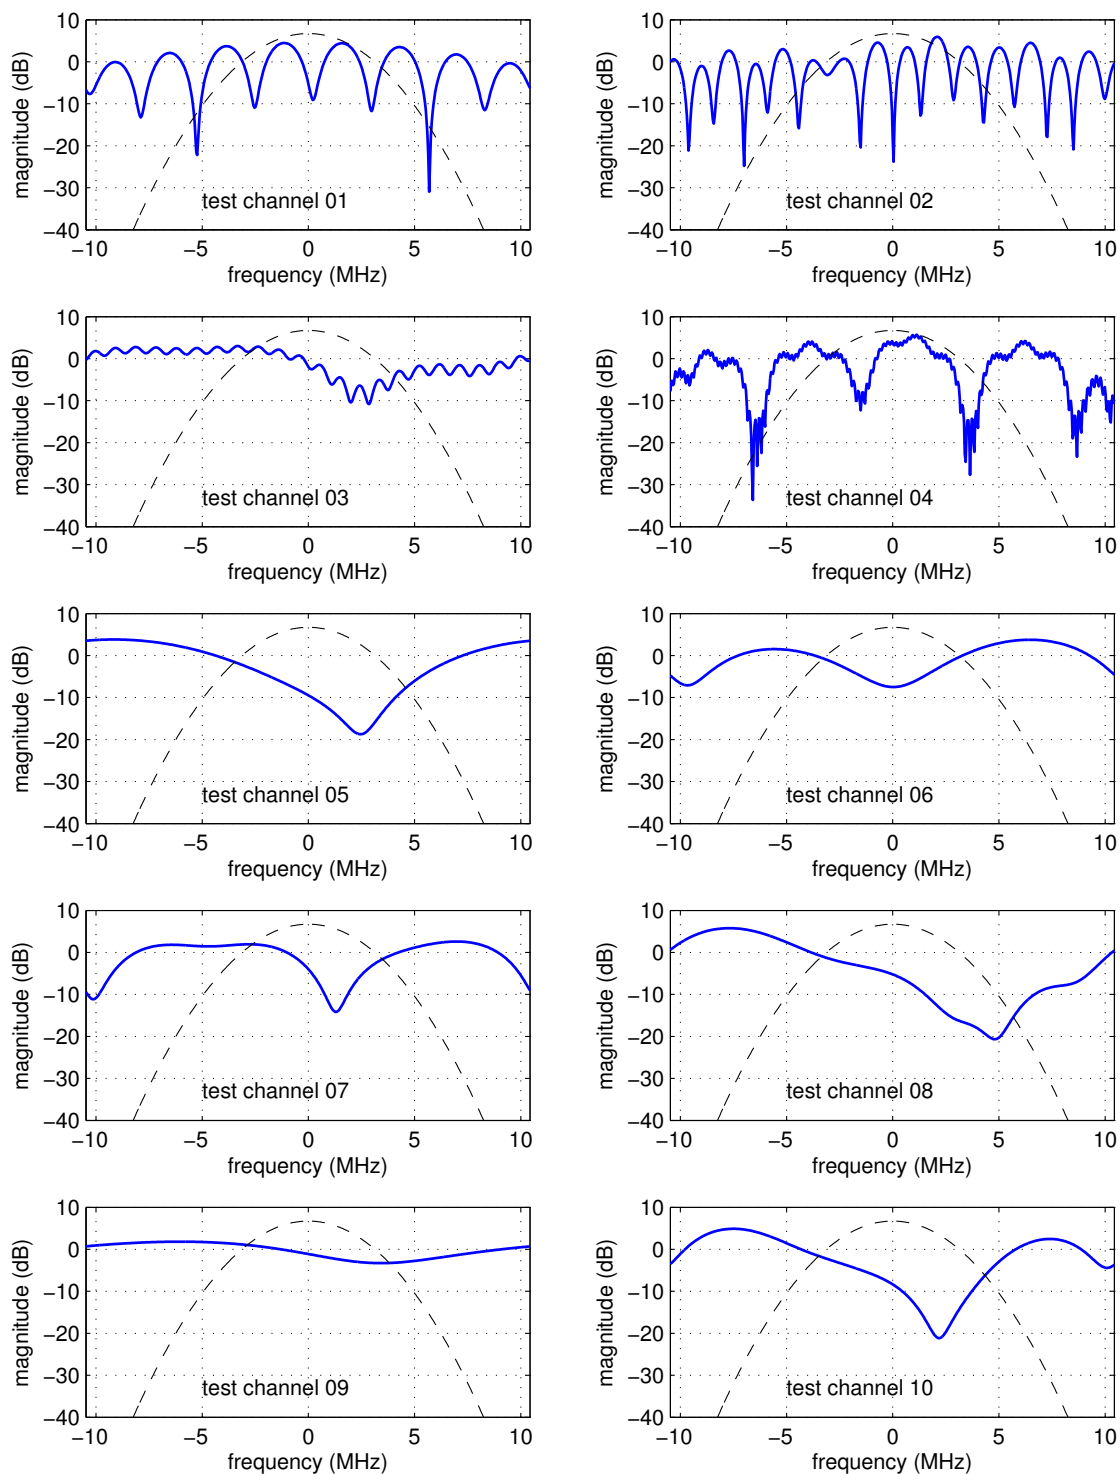 10
0
−10
−20
−30
−40
magnitude (dB)
test channel 01
−10 −5 0 5 10
frequency (MHz)
10
0
−10
−20
−30
−40
magnitude (dB)
test channel 02
−10 −5 0 5 10
frequency (MHz)
10
0
−10
−20
−30
−40
magnitude (dB)
test channel 03
−10 −5 0 5 10
frequency (MHz)
10
0
−10
−20
−30
−40
magnitude (dB)
test channel 04
−10 −5 0 5 10
frequency (MHz)
10
0
−10
−20
−30
−40
magnitude (dB)
test channel 05
−10 −5 0 5 10
frequency (MHz)
10
0
−10
−20
−30
−40
magnitude (dB)
test channel 06
−10 −5 0 5 10
frequency (MHz)
10
0
−10
−20
−30
−40
magnitude (dB)
test channel 07
−10 −5 0 5 10
frequency (MHz)
10
0
−10
−20
−30
−40
magnitude (dB)
test channel 08
−10 −5 0 5 10
frequency (MHz)
10
0
−10
−20
−30
−40
magnitude (dB)
test channel 09
−10 −5 0 5 10
frequency (MHz)
10
0
−10
−20
−30
−40
magnitude (dB)
test channel 10
−10 −5 0 5 10
frequency (MHz)